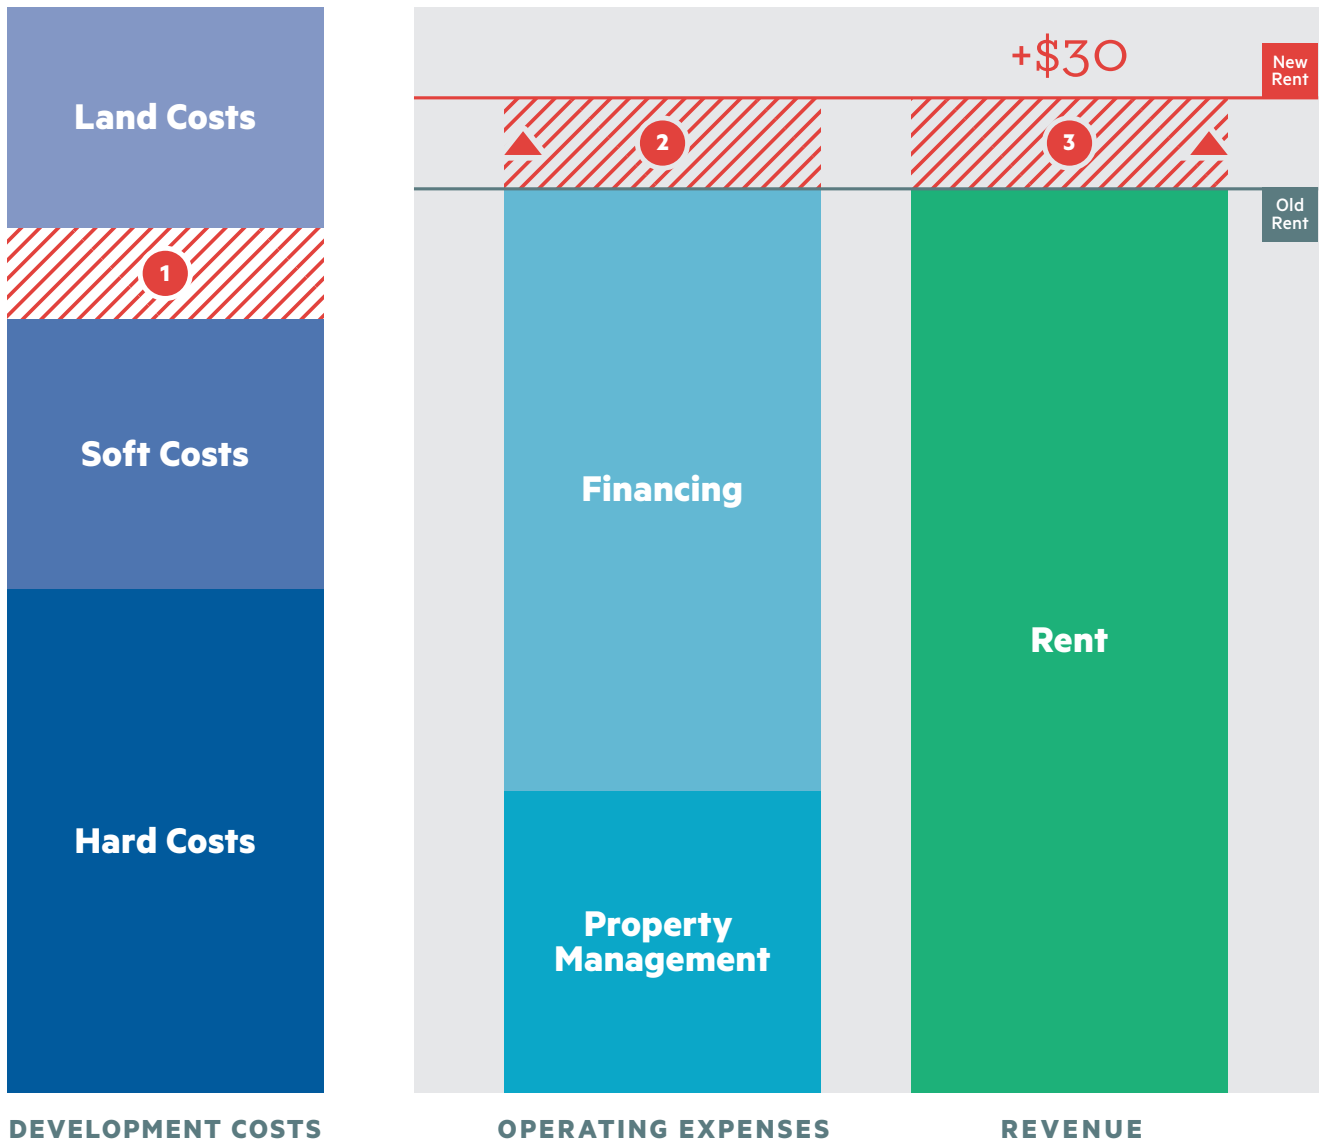 Land Costs
1
Soft Costs
Hard Costs
DEVELOPMENT COSTS
+$30
New
Rent
2
3
Old
Rent
Financing
Property
Management
OPERATING EXPENSES
Rent
REVENUE